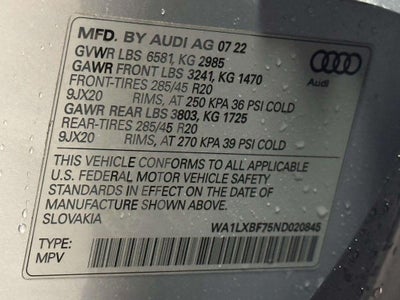 MFD. BY AUDI AG 07 22
GVWR LBS 6581, KG 2985
GAWR FRONT LBS 3241, KG 1470
FRONT-TIRES 285/45 R20
9JX20 RIMS, AT 250 KPA 36 PSI COLD
GAWR REAR LBS 3803, KG 1725
REAR-TIRES 285/45 R20
9JX20 RIMS, AT 270 KPA 39 PSI COLD
Audi
THIS VEHICLE CONFORMS TO ALL APPLICABLE
U.S. FEDERAL MOTOR VEHICLE SAFETY
STANDARDS IN EFFECT ON THE DATE OF
MANUFACTURE SHOWN ABOVE.
SLOVAKIA
WA1LXBF75ND020845
TYPE:
MPV